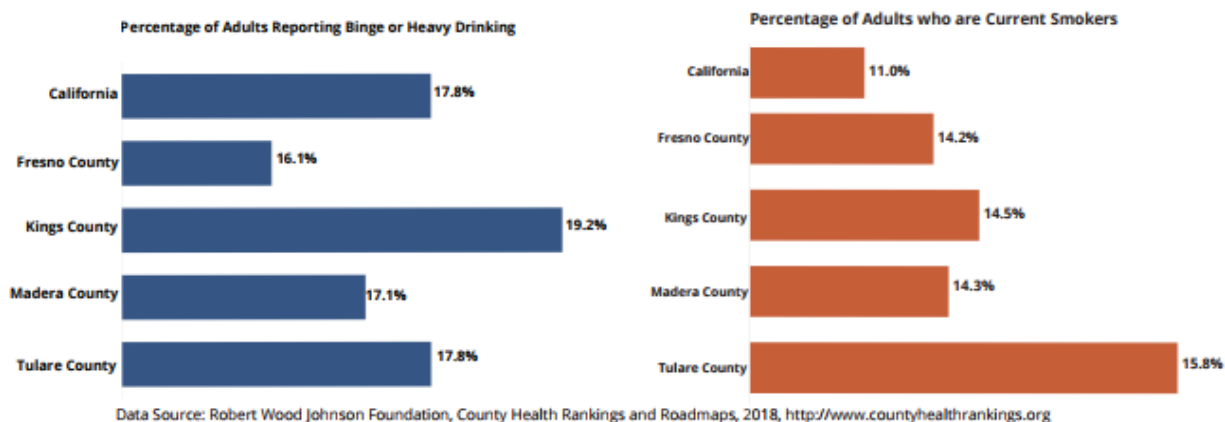 Percentage of Adults Reporting Binge or Heavy Drinking
California
17.8%
Fresno County
16.1%
Kings County
19.2%
Madera County
17.1%
Tulare County
17.8%
Percentage of Adults who are Current Smokers
California
11.0%
Fresno County
14.2%
Kings County
14.5%
Madera County
14.3%
Tulare County
15.8%
Data Source: Robert Wood Johnson Foundation, County Health Rankings and Roadmaps, 2018, http://www.countyhealthrankings.org